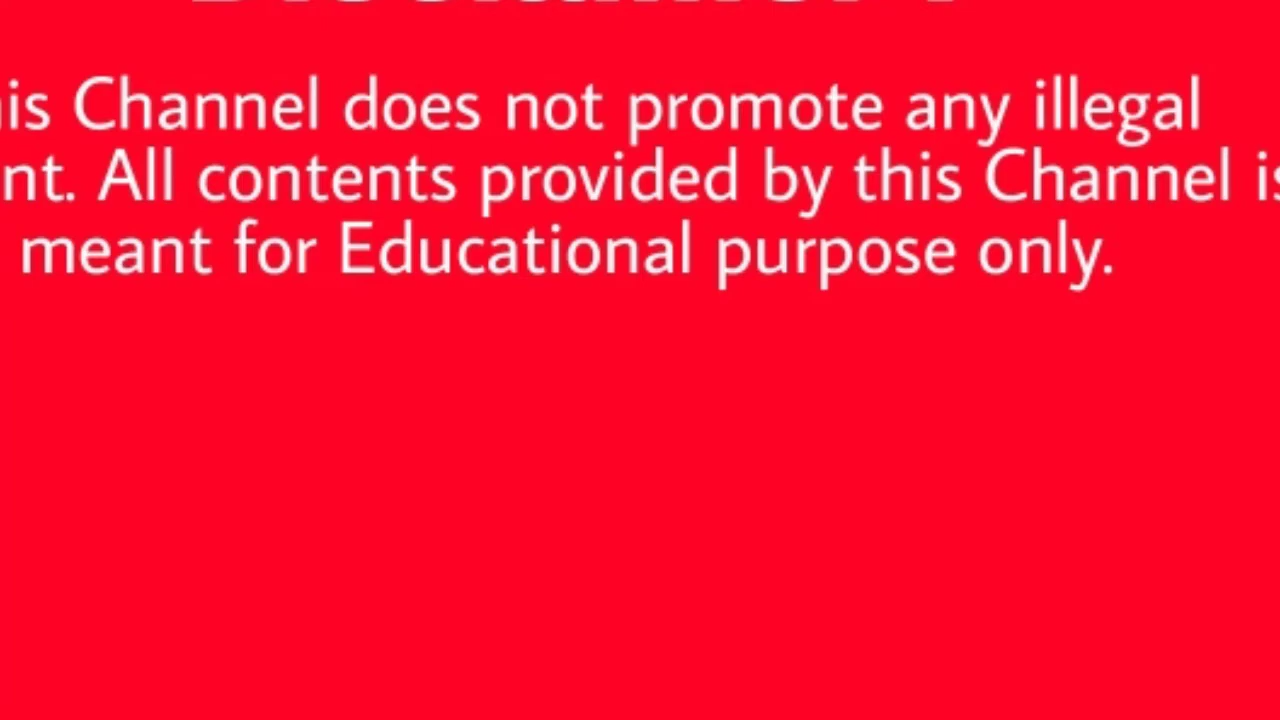 is Channel does not promote any illegal
nt. All contents provided by this Channel is
meant for Educational purpose only.